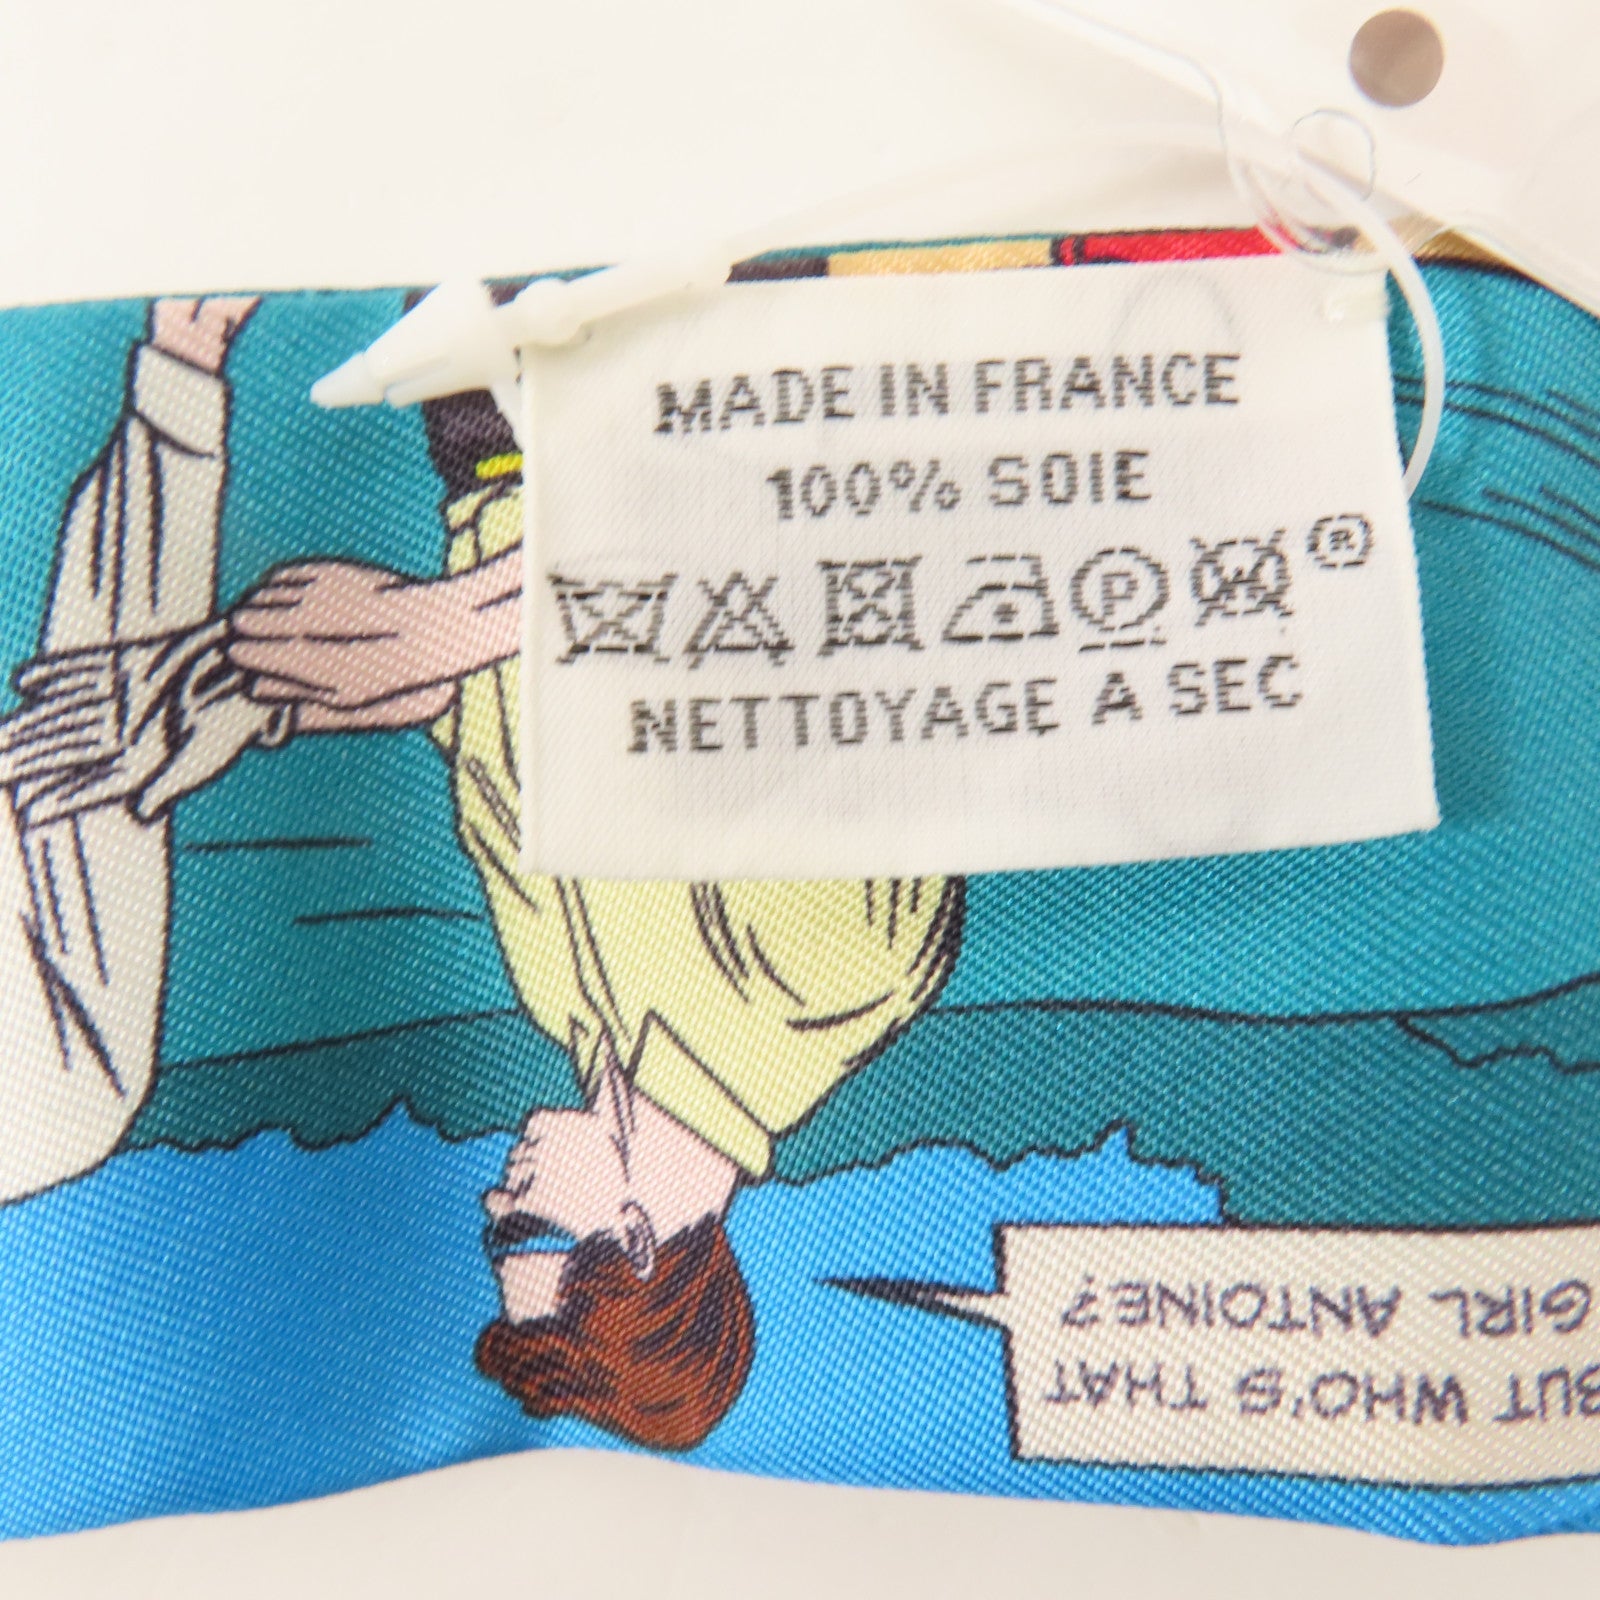 MADE IN FRANCE
100% SOIE
P
®
NETTOYAGE A SEC
BUT WHO'S THAT
GIRL ANTOINE?